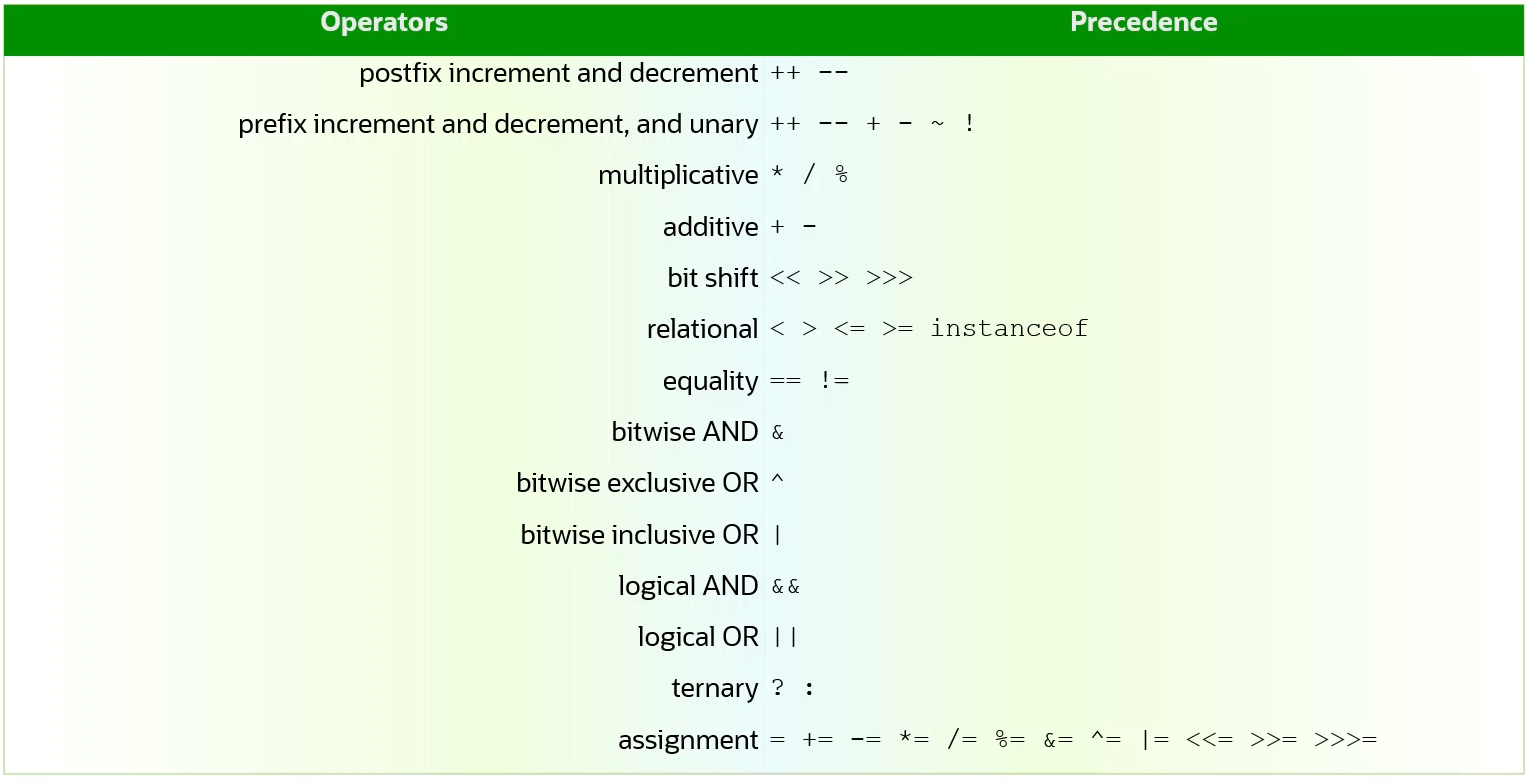 Operators Precedence
postfix increment and decrement ++ --
prefix increment and decrement, and unary ++ -- + - ~ !
multiplicative * / %
additive + -
bit shift << >> >>>
relational < > <= >= instanceof
equality == !=
bitwise AND &
bitwise exclusive OR ^
bitwise inclusive OR |
logical AND &&
logical OR ||
ternary ? :
assignment = += -= *= /= %= &= ^= |= <<= >>= >>>=